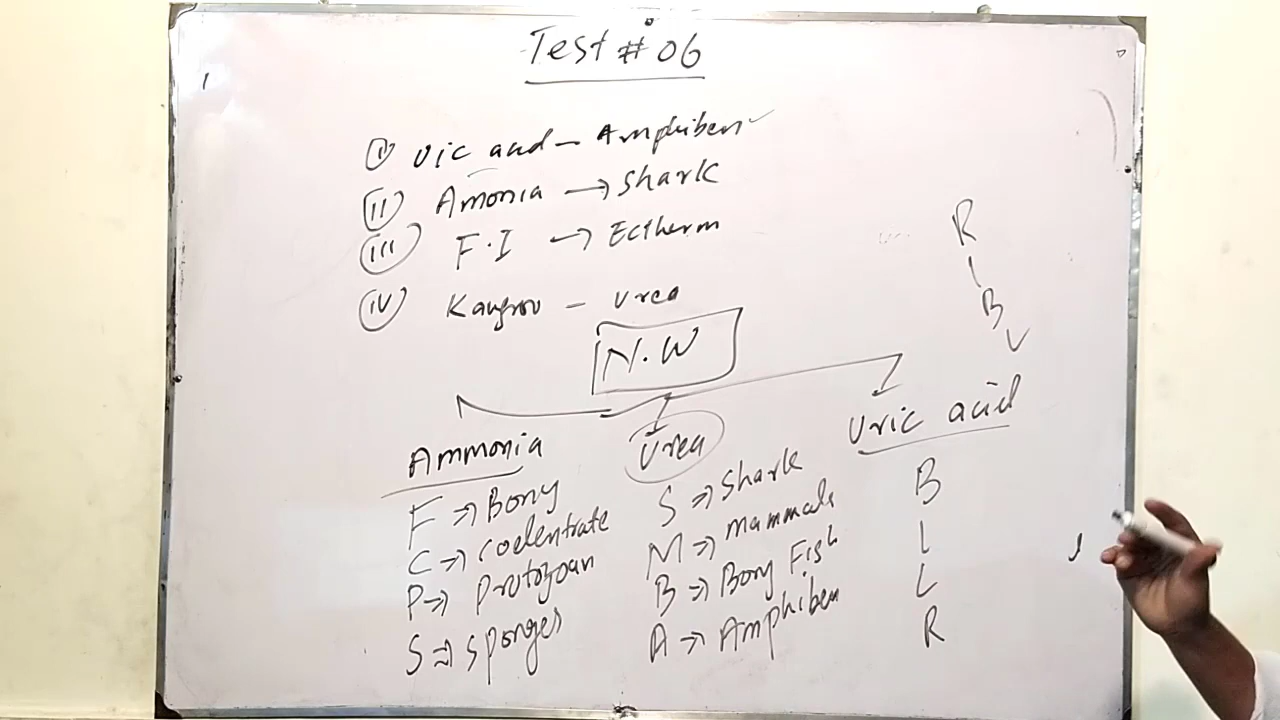 Test # 06
(I) Uic acid – Amphiben
(II) Amonia → Shark
(III) F.I → Ectherm
(IV) Kangroo – Urea
R
B
N.W
Ammonia
F ⇒ Bony
C ⇒ Coelentrate
P ⇒ Protozoan
S ⇒ Sponges
Urea
S ⇒ Shark
M ⇒ Mammals
B ⇒ Bony Fish
A ⇒ Amphiben
Uric acid
B
I
L
R